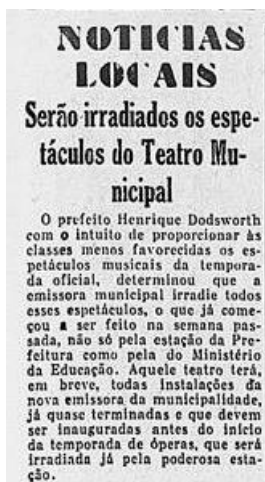 NOTICIAS
LOCAIS
Serão irradiados os espe-
táculos do Teatro Mu-
nicipal
O prefeito Henrique Dodsworth
com o intuito de proporcionar às
classes menos favorecidas os es-
petáculos musicais da tempora-
da oficial, determinou que a
emissora municipal irradie todos
esses espetáculos, o que já come-
çou a ser feito na semana pas-
sada, não só pela estação da Pre-
feitura como pela do Ministério
da Educação. Aquele teatro terá,
em breve, todas instalações da
nova emissora da municipalidade,
já quase terminadas e que devem
ser inauguradas antes do início
da temporada de óperas, que será
irradiada já pela poderosa esta-
ção.